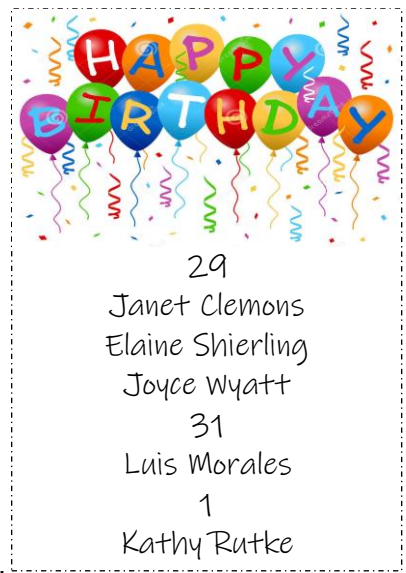 HAPPY
BIRTHDAY
29
Janet Clemons
Elaine Shierling
Joyce Wyatt
31
Luis Morales
1
Kathy Rutke